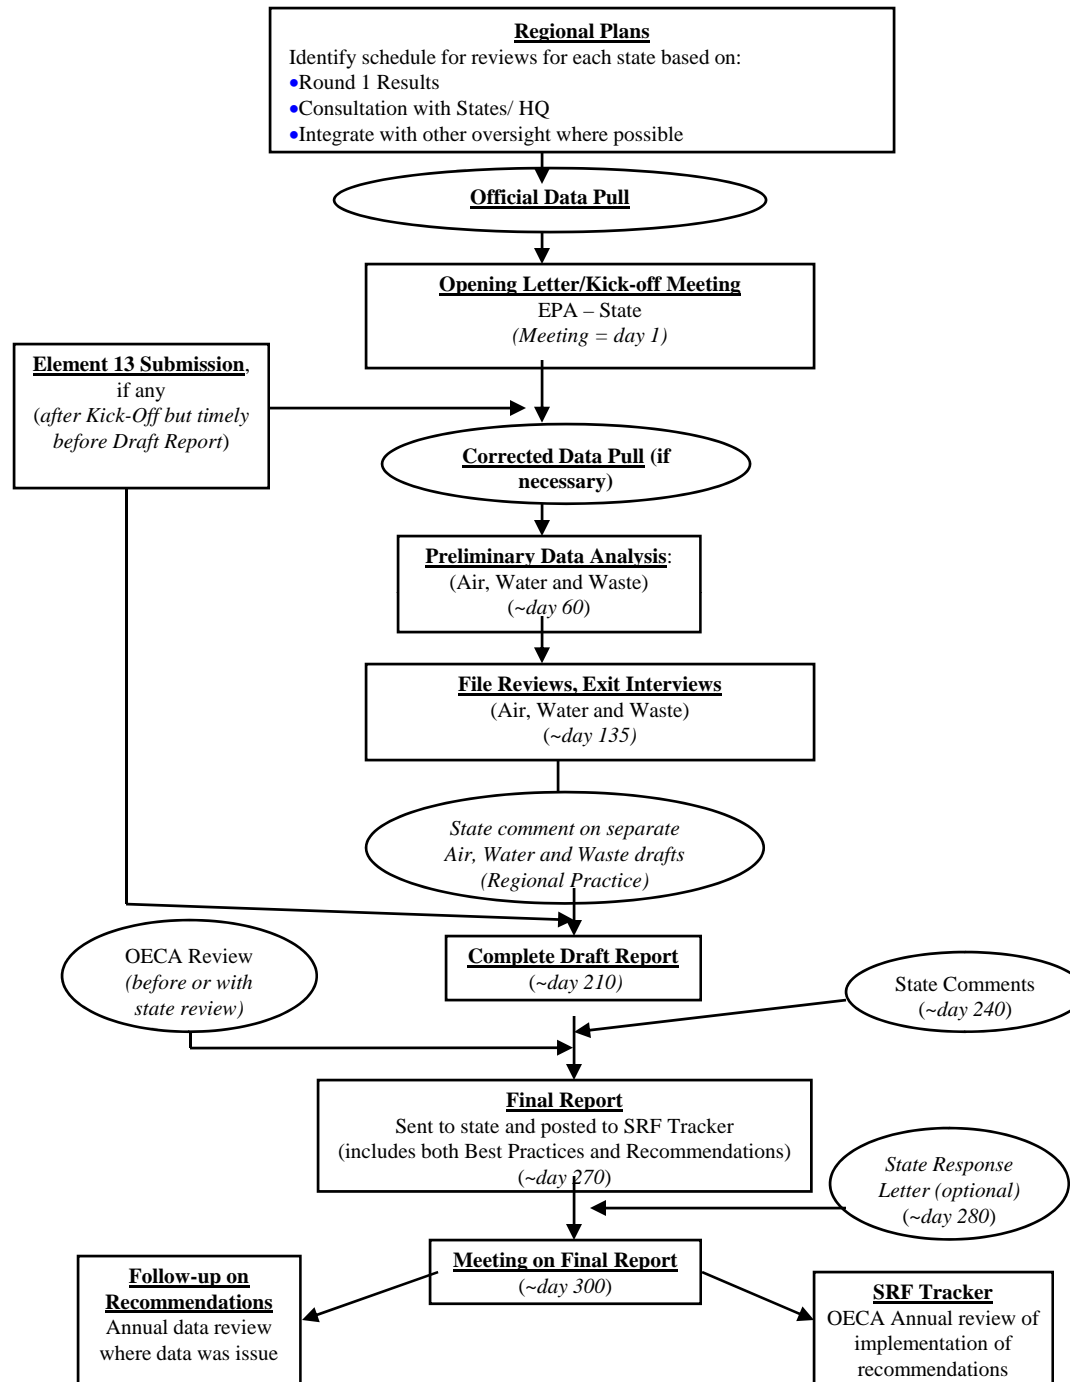 Regional Plans
Identify schedule for reviews for each state based on:
•Round 1 Results
•Consultation with States/ HQ
•Integrate with other oversight where possible
Official Data Pull
Opening Letter/Kick-off Meeting
EPA – State
(Meeting = day 1)
Element 13 Submission,
if any
(after Kick-Off but timely
before Draft Report)
Corrected Data Pull (if
necessary)
Preliminary Data Analysis:
(Air, Water and Waste)
(~day 60)
File Reviews, Exit Interviews
(Air, Water and Waste)
(~day 135)
State comment on separate
Air, Water and Waste drafts
(Regional Practice)
Complete Draft Report
(~day 210)
OECA Review
(before or with
state review)
State Comments
(~day 240)
Final Report
Sent to state and posted to SRF Tracker
(includes both Best Practices and Recommendations)
(~day 270)
State Response
Letter (optional)
(~day 280)
Meeting on Final Report
(~day 300)
Follow-up on
Recommendations
Annual data review
where data was issue
SRF Tracker
OECA Annual review of
implementation of
recommendations